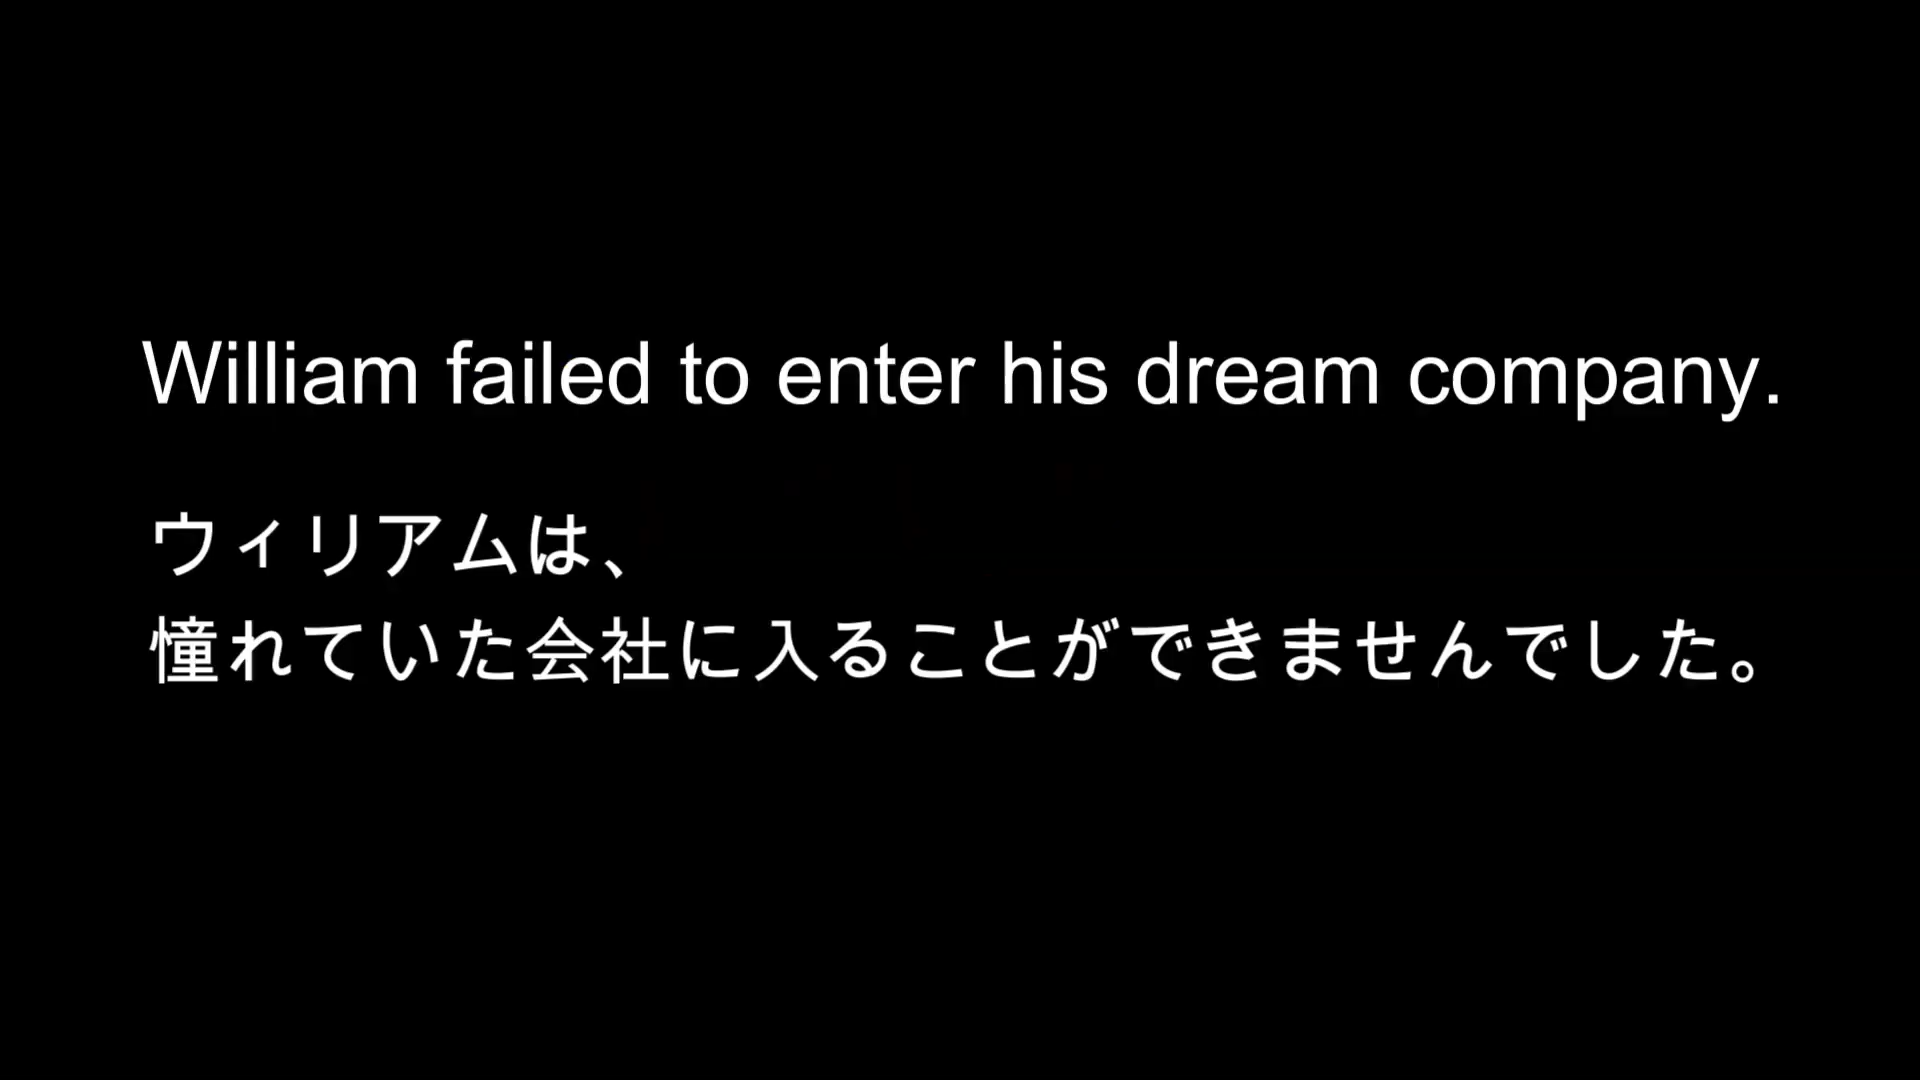 William failed to enter his dream company.
ウィリアムは、
憧れていた会社に入ることができませんでした。